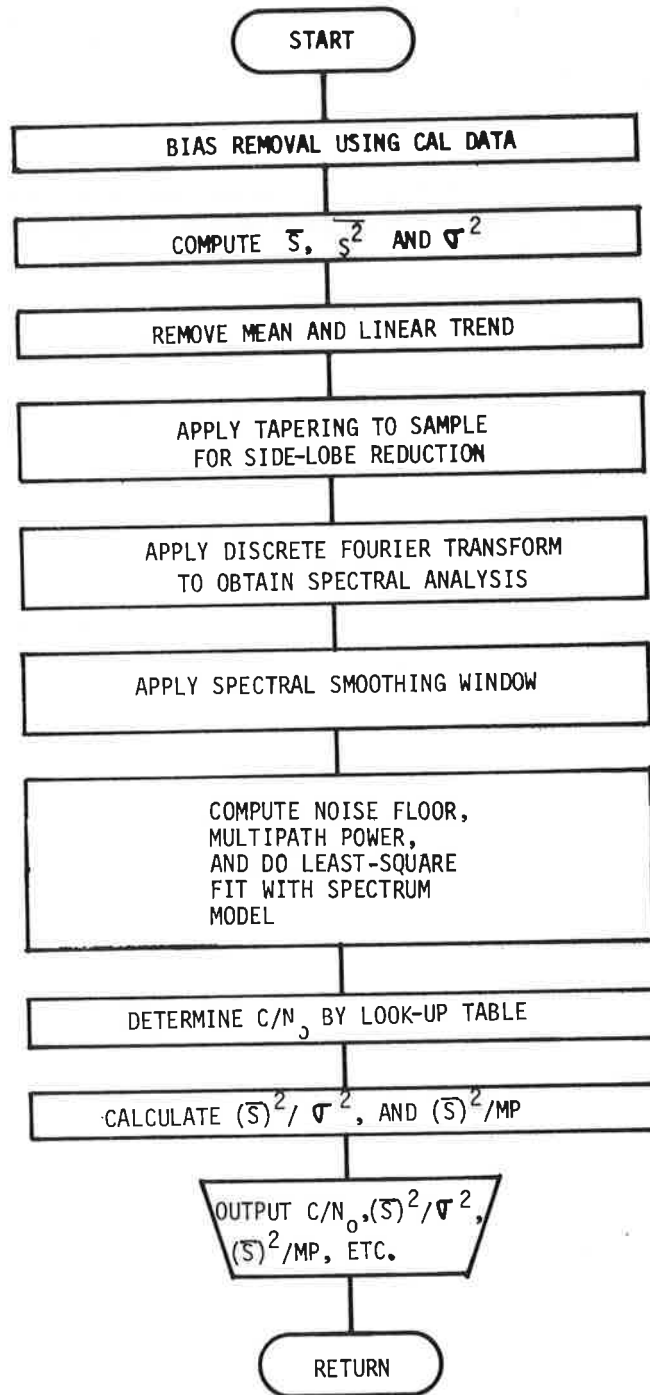 START
BIAS REMOVAL USING CAL DATA
COMPUTE S̅, S̅²̅ AND σ²
REMOVE MEAN AND LINEAR TREND
APPLY TAPERING TO SAMPLE
FOR SIDE-LOBE REDUCTION
APPLY DISCRETE FOURIER TRANSFORM
TO OBTAIN SPECTRAL ANALYSIS
APPLY SPECTRAL SMOOTHING WINDOW
COMPUTE NOISE FLOOR,
MULTIPATH POWER,
AND DO LEAST-SQUARE
FIT WITH SPECTRUM
MODEL
DETERMINE C/N₀ BY LOOK-UP TABLE
CALCULATE (S̅)²/ σ², AND (S̅)²/MP
OUTPUT C/N₀,(S̅)²/σ²,
(S̅)²/MP, ETC.
RETURN